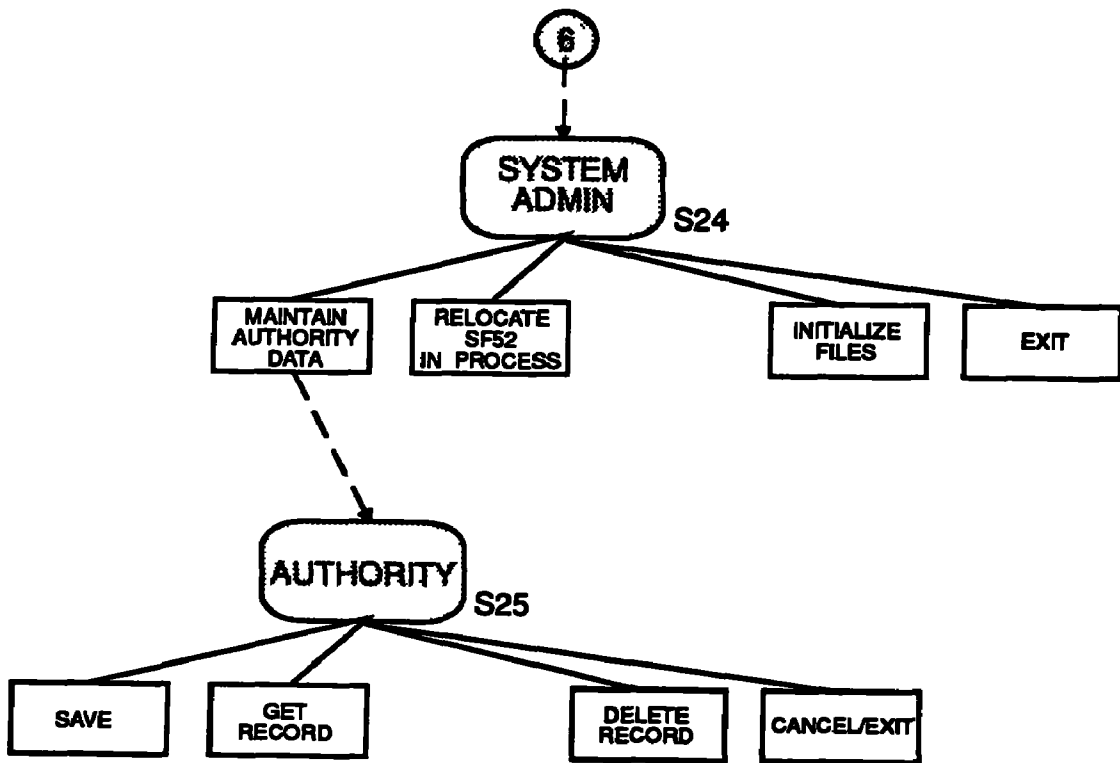 6
SYSTEM
ADMIN
S24
MAINTAIN
AUTHORITY
DATA
RELOCATE
SF52
IN PROCESS
INITIALIZE
FILES
EXIT
AUTHORITY
S25
SAVE
GET
RECORD
DELETE
RECORD
CANCEL/EXIT